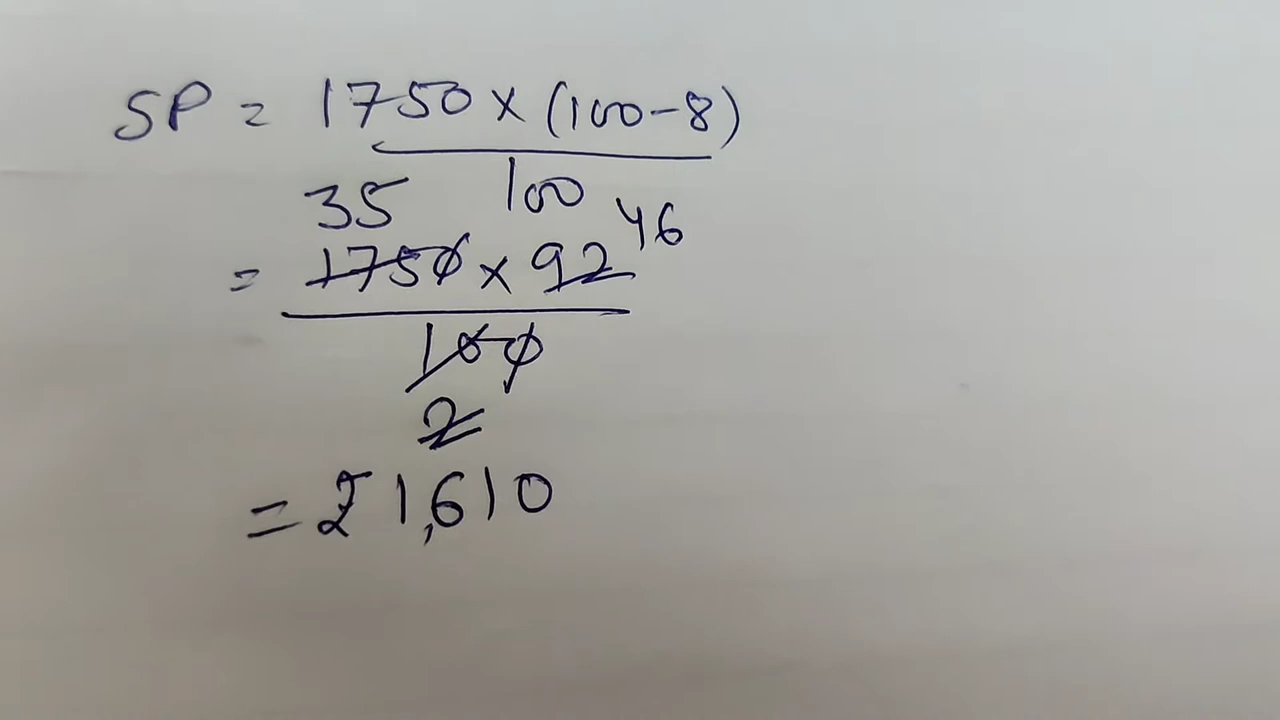 SP = 1750 × (100-8)
100
35 46
= 1750 × 92
100
2
= ₹ 1,610